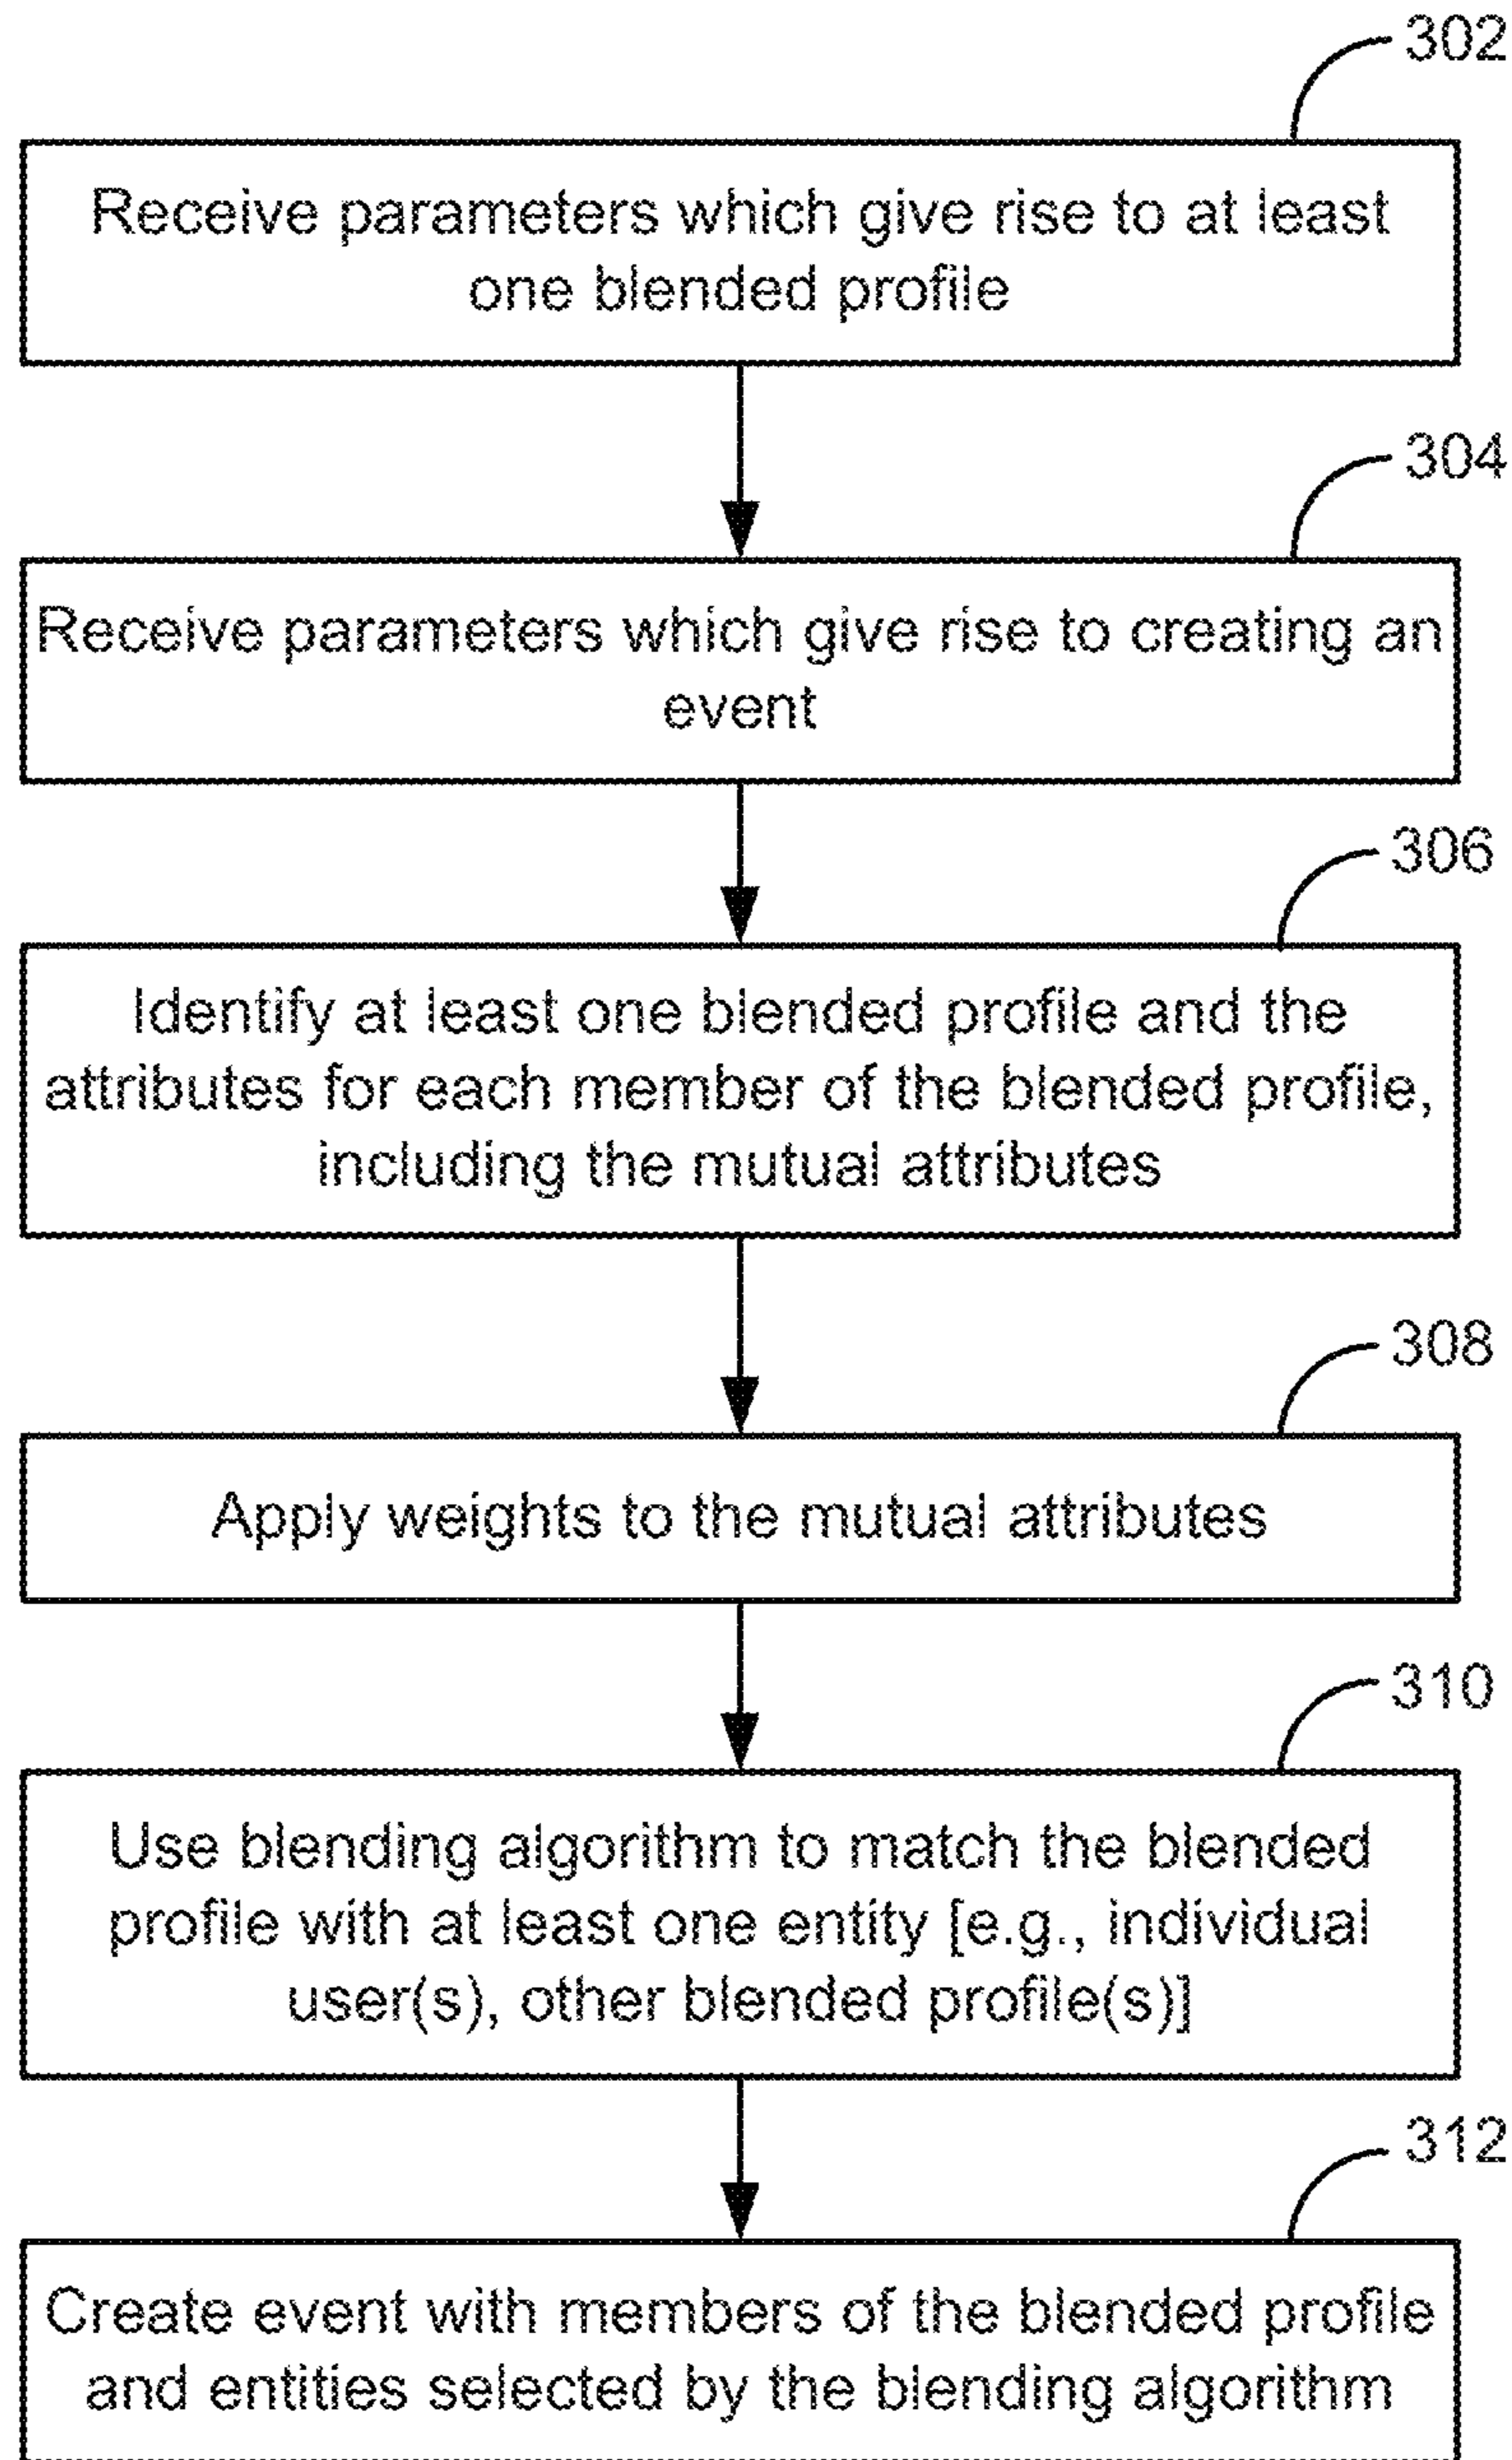 302
Receive parameters which give rise to at least
one blended profile
304
Receive parameters which give rise to creating an
event
306
Identify at least one blended profile and the
attributes for each member of the blended profile,
including the mutual attributes
308
Apply weights to the mutual attributes
310
Use blending algorithm to match the blended
profile with at least one entity [e.g., individual
user(s), other blended profile(s)]
312
Create event with members of the blended profile
and entities selected by the blending algorithm